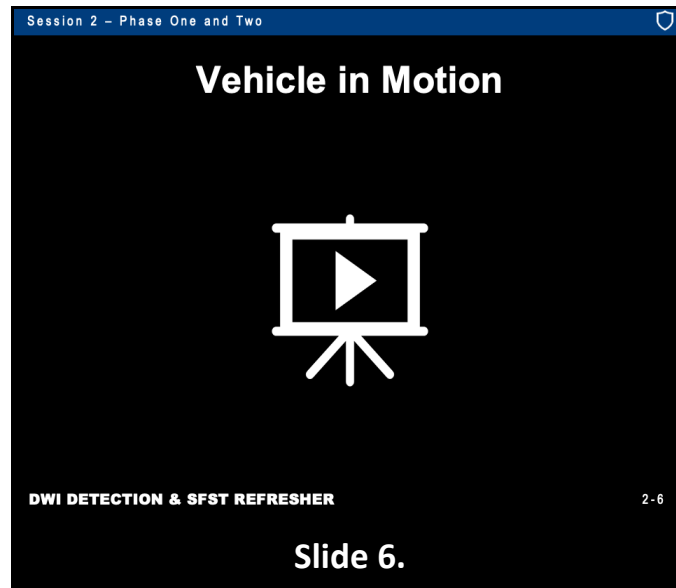 Session 2 – Phase One and Two
Vehicle in Motion
DWI DETECTION & SFST REFRESHER
2-6
Slide 6.